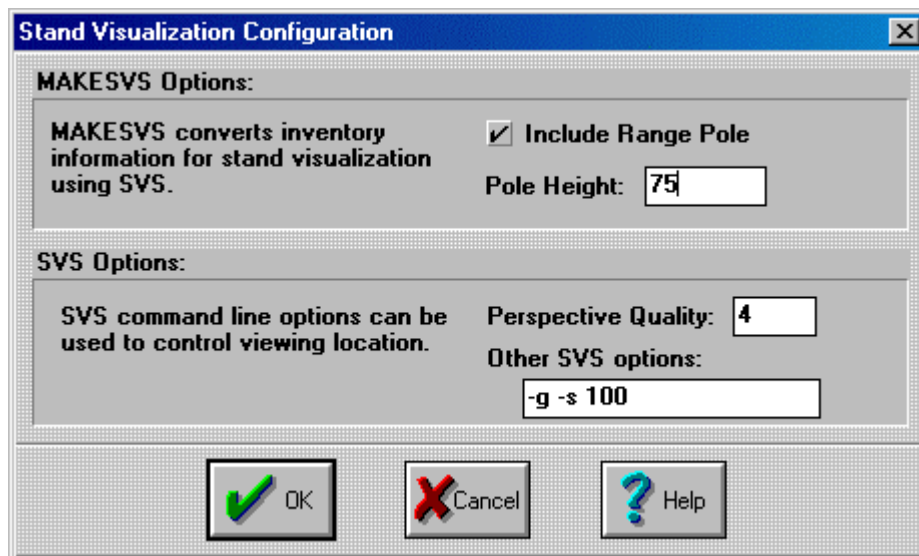 Stand Visualization Configuration
MAKESVS Options:
MAKESVS converts inventory
information for stand visualization
using SVS.
Include Range Pole
Pole Height: 75
SVS Options:
SVS command line options can be
used to control viewing location.
Perspective Quality: 4
Other SVS options:
-g -s 100
OK
Cancel
Help